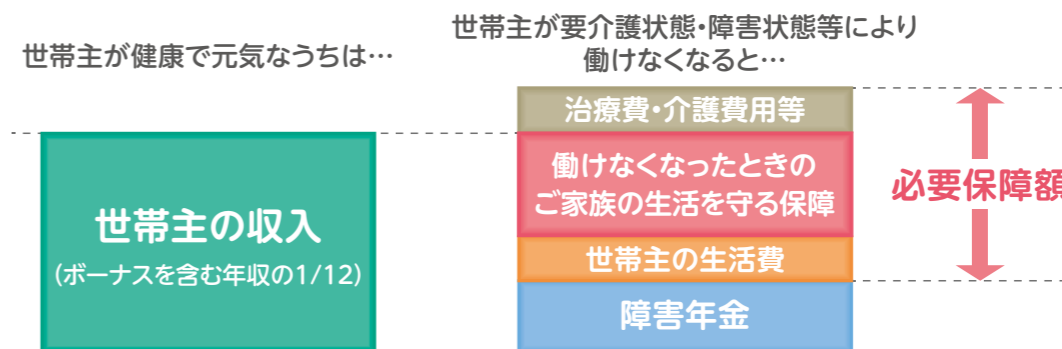 世帯主が健康で元気なうちは…
世帯主の収入
(ボーナスを含む年収の1/12)
世帯主が要介護状態・障害状態等により
働けなくなると…
治療費・介護費用等
働けなくなったときの
ご家族の生活を守る保障
世帯主の生活費
障害年金
必要保障額